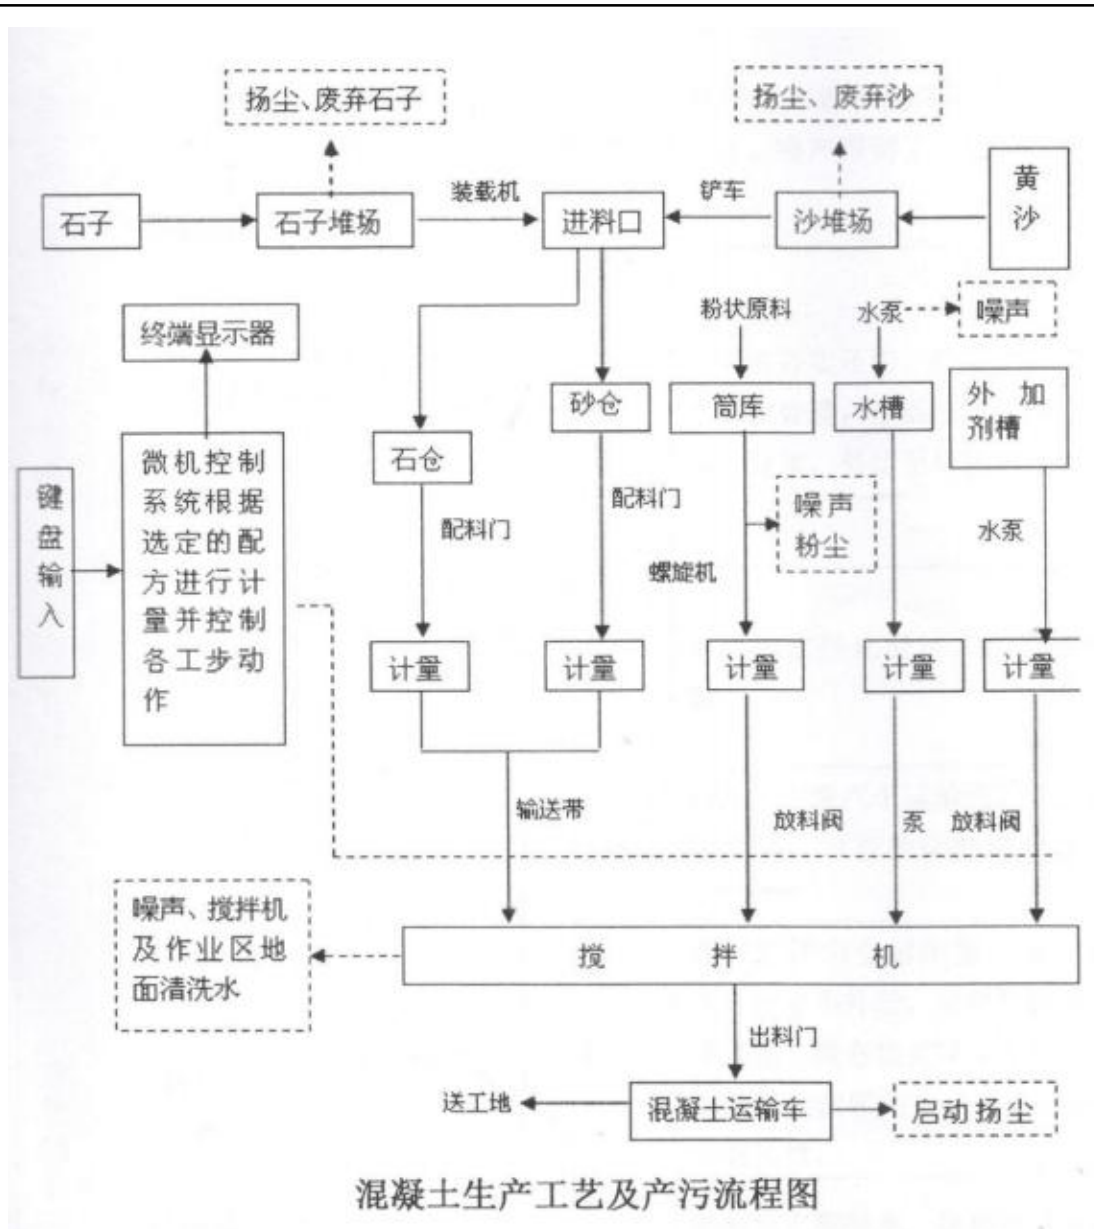 扬尘、废弃石子
扬尘、废弃沙
黄
沙
装载机
铲车
石子
石子堆场
进料口
沙堆场
终端显示器
粉状原料
水泵
噪声
砂仓
筒库
水槽
外 加
剂槽
石仓
键
盘
输
入
微机控制
系统根据
选定的配
方进行计
量并控制
各工步动
作
配料门
配料门
噪声
粉尘
螺旋机
水泵
计量
计量
计量
计量
计量
输送带
放料阀
泵
放料阀
噪声、搅拌机
及作业区地
面清洗水
搅 拌 机
出料门
送工地
混凝土运输车
启动扬尘
混凝土生产工艺及产污流程图